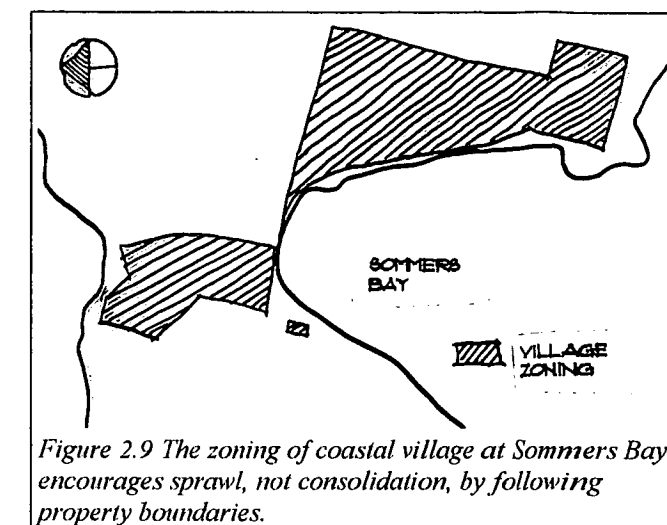 SOMMERS
BAY
VILLAGE
ZONING
Figure 2.9 The zoning of coastal village at Sommers Bay
encourages sprawl, not consolidation, by following
property boundaries.